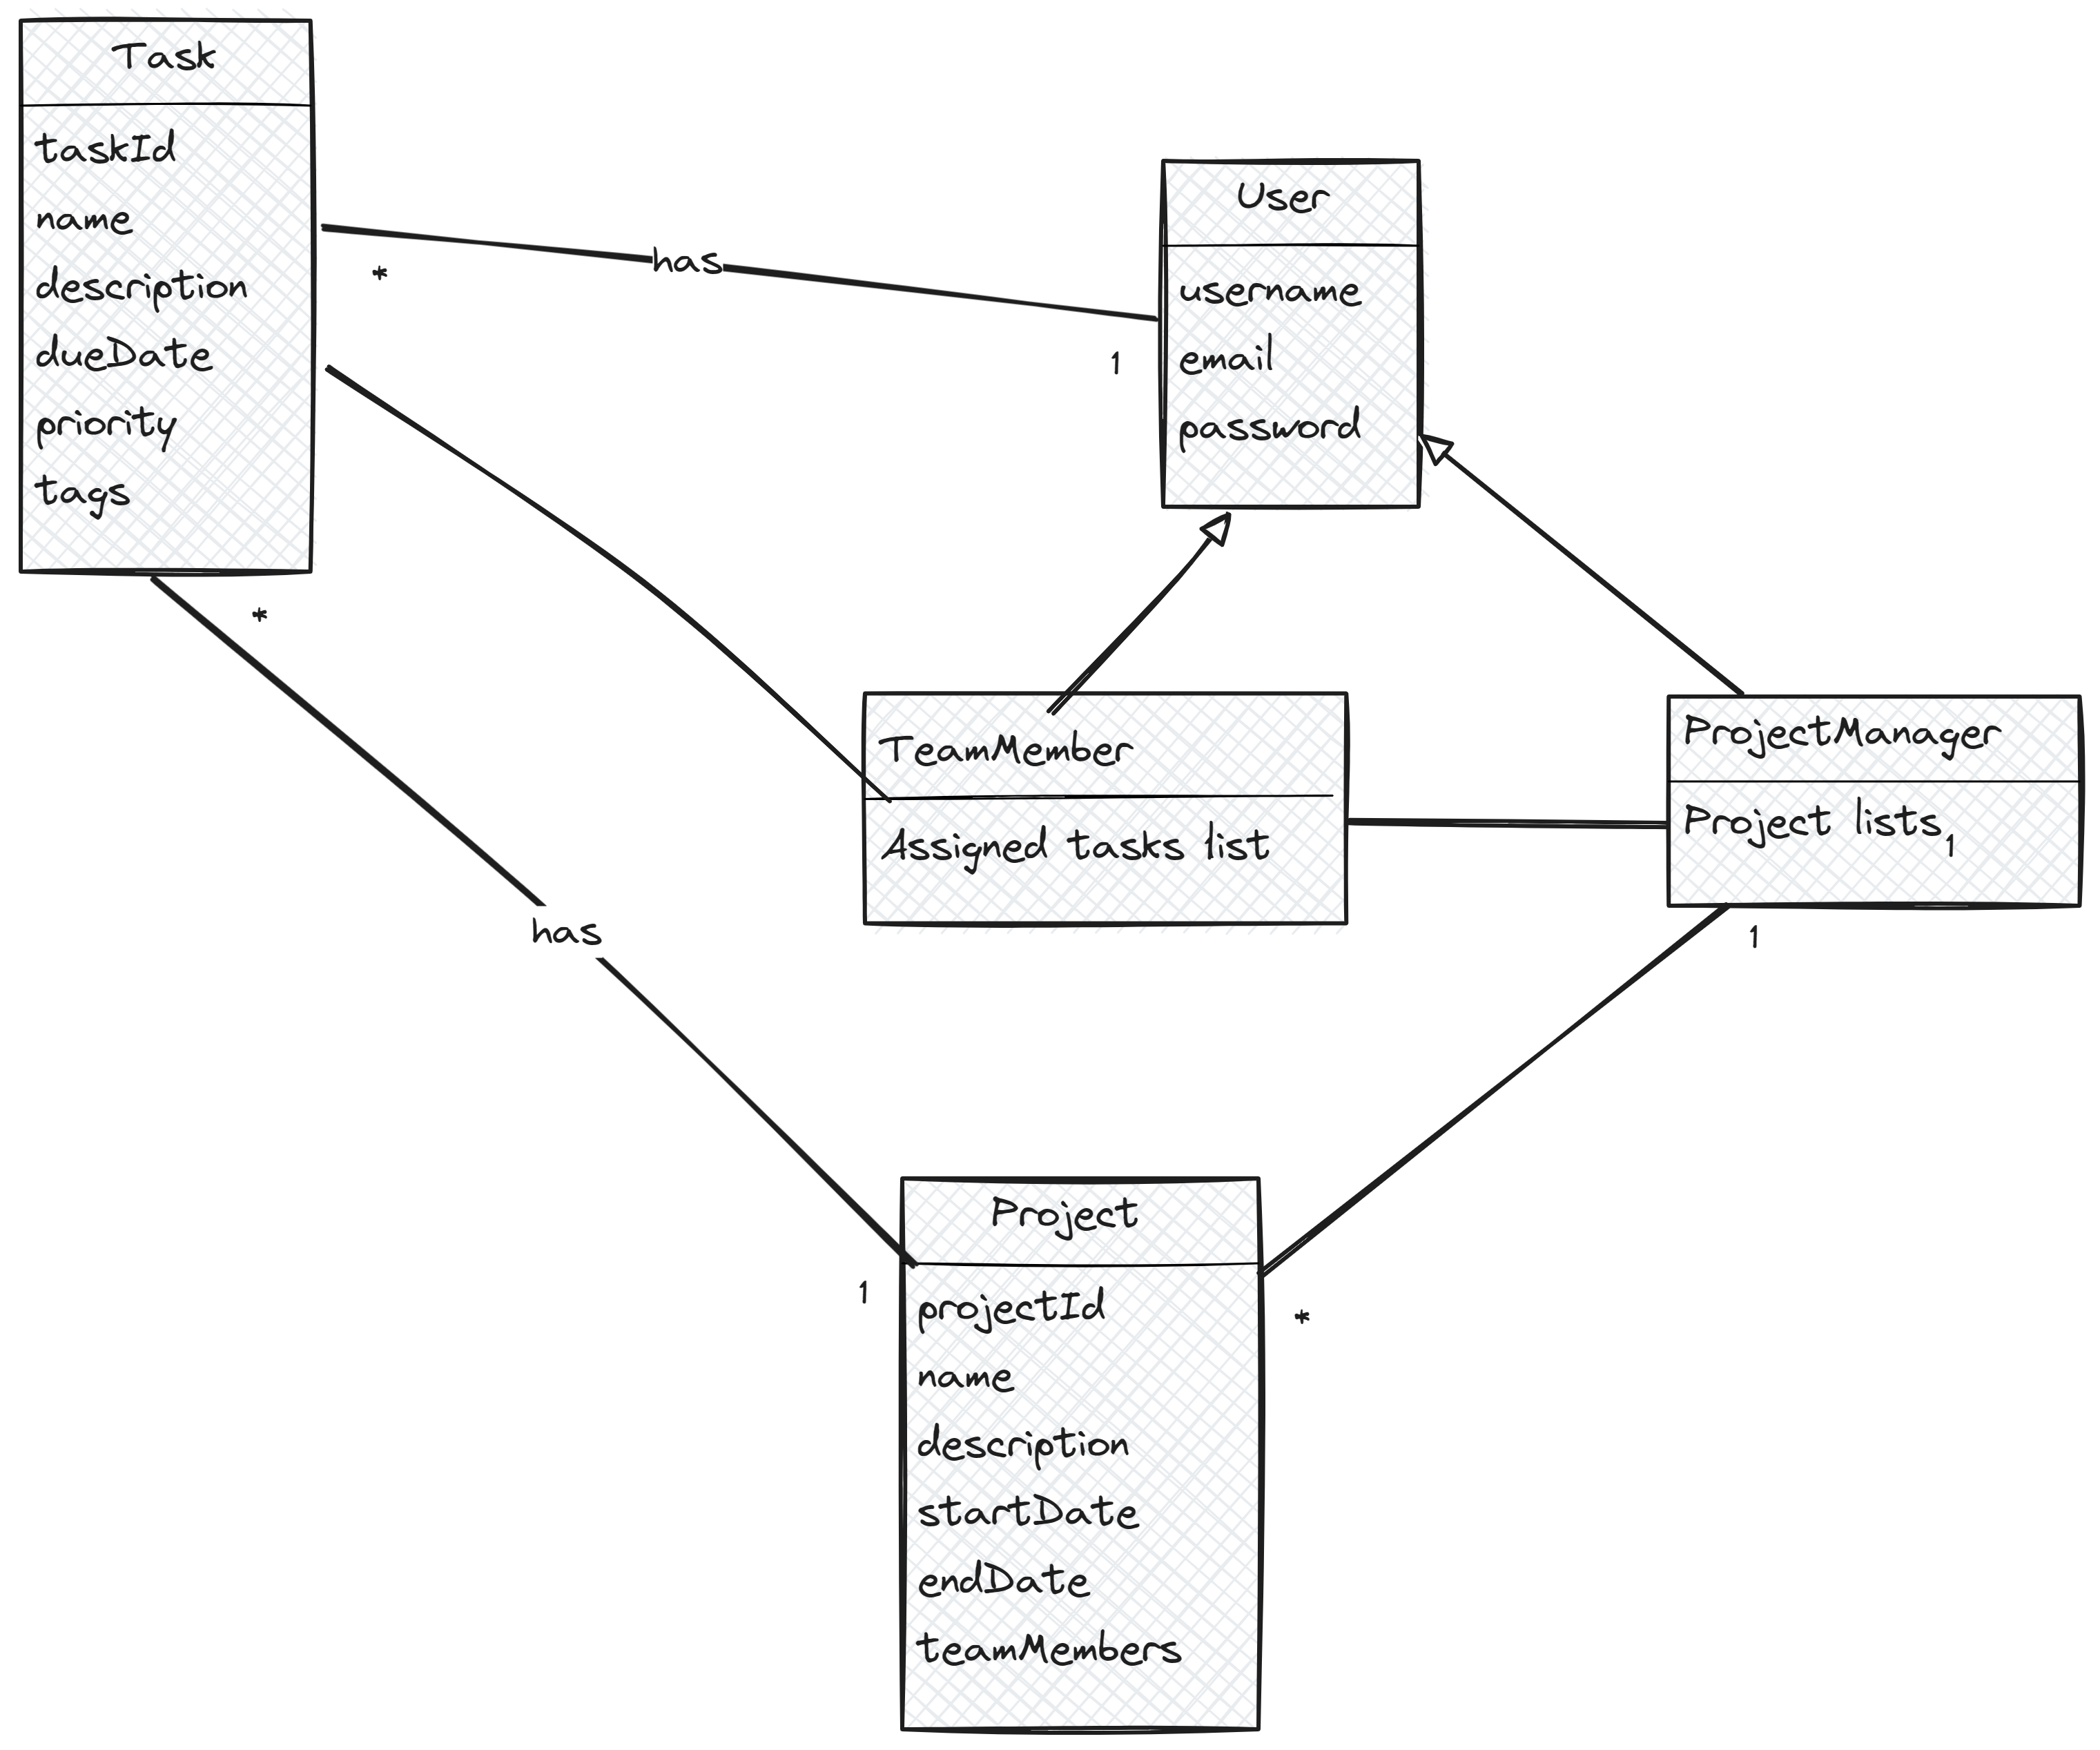 Task
taskId
name
description
dueDate
priority
tags
*
has
1
User
username
email
password
*
has
TeamMember
Assigned tasks list
ProjectManager
Project lists
1
1
1
Project
*
projectId
name
description
startDate
endDate
teamMembers